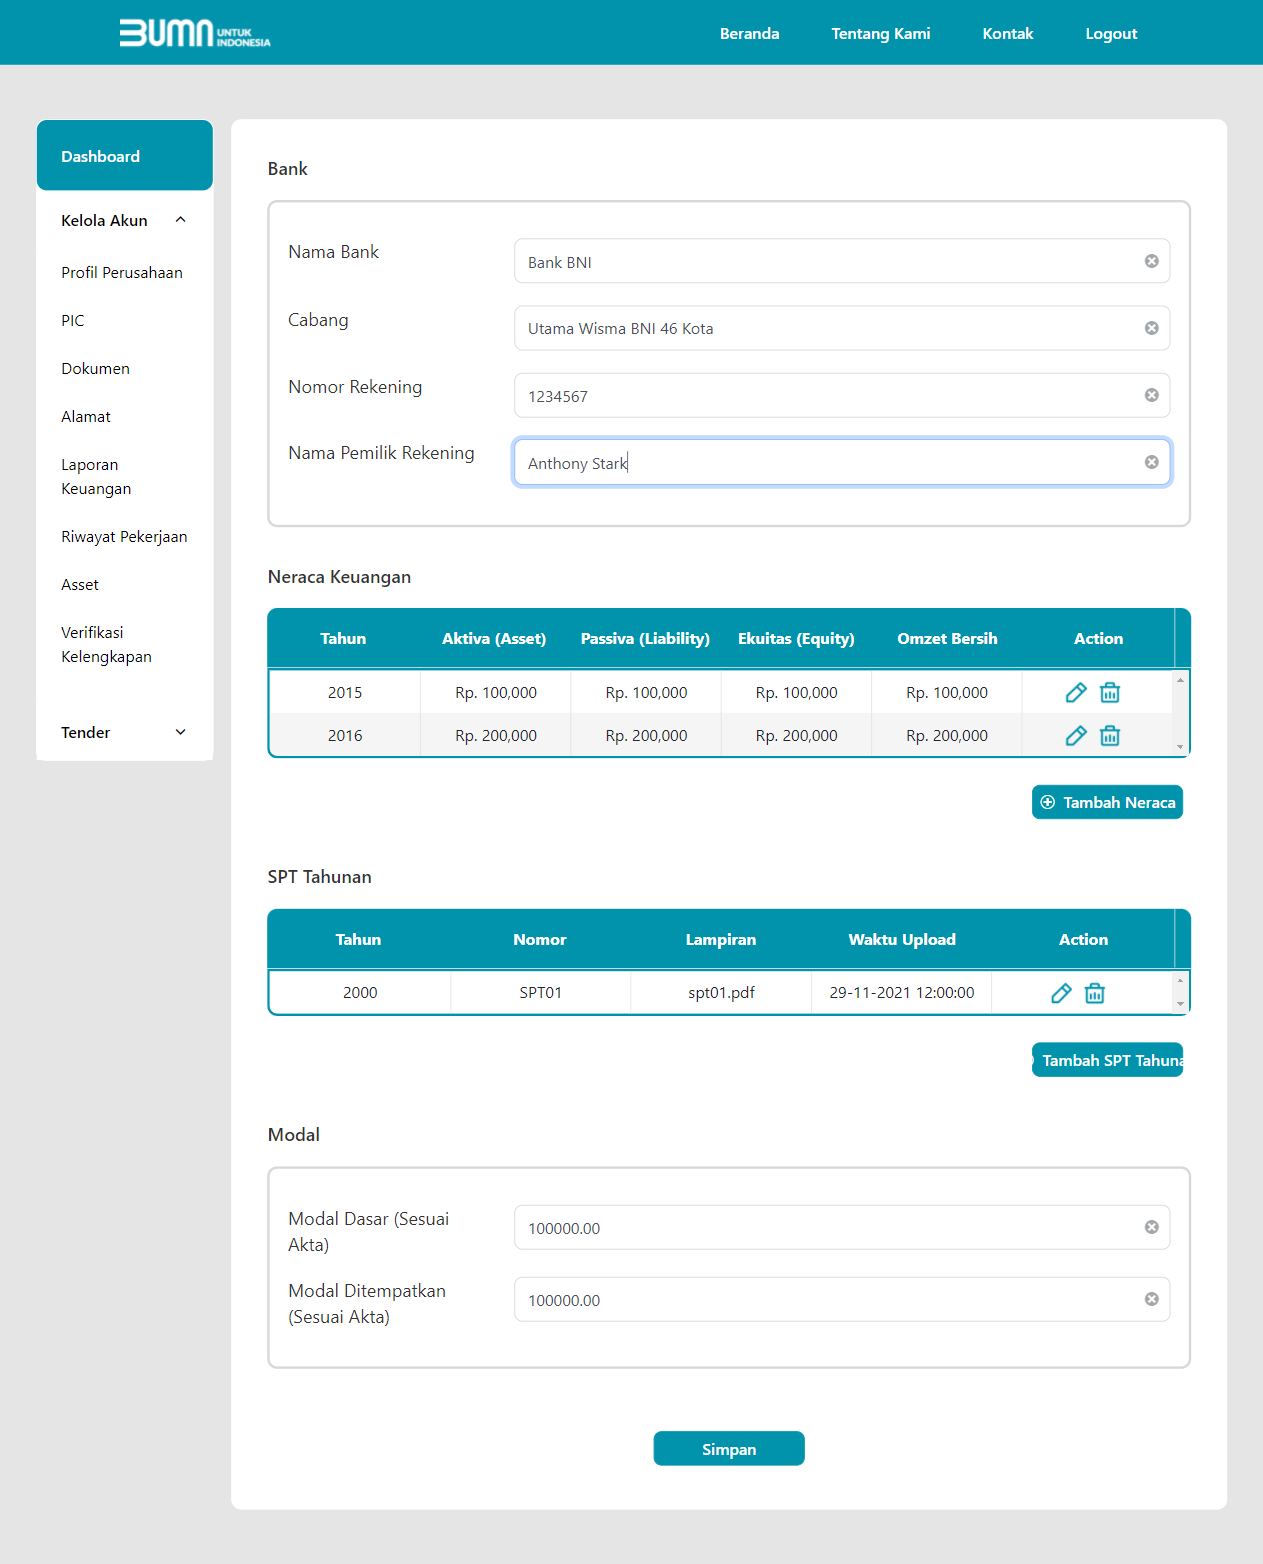 BUMN UNTUK INDONESIA
Beranda Tentang Kami Kontak Logout
Dashboard
Kelola Akun
Profil Perusahaan
PIC
Dokumen
Alamat
Laporan
Keuangan
Riwayat Pekerjaan
Asset
Verifikasi
Kelengkapan
Tender
Bank
Nama Bank Bank BNI
Cabang Utama Wisma BNI 46 Kota
Nomor Rekening 1234567
Nama Pemilik Rekening Anthony Stark
Neraca Keuangan
Tahun Aktiva (Asset) Passiva (Liability) Ekuitas (Equity) Omzet Bersih Action
2015 Rp. 100,000 Rp. 100,000 Rp. 100,000 Rp. 100,000
2016 Rp. 200,000 Rp. 200,000 Rp. 200,000 Rp. 200,000
Tambah Neraca
SPT Tahunan
Tahun Nomor Lampiran Waktu Upload Action
2000 SPT01 spt01.pdf 29-11-2021 12:00:00
Tambah SPT Tahuna
Modal
Modal Dasar (Sesuai
Akta)
100000.00
Modal Ditempatkan
(Sesuai Akta)
100000.00
Simpan